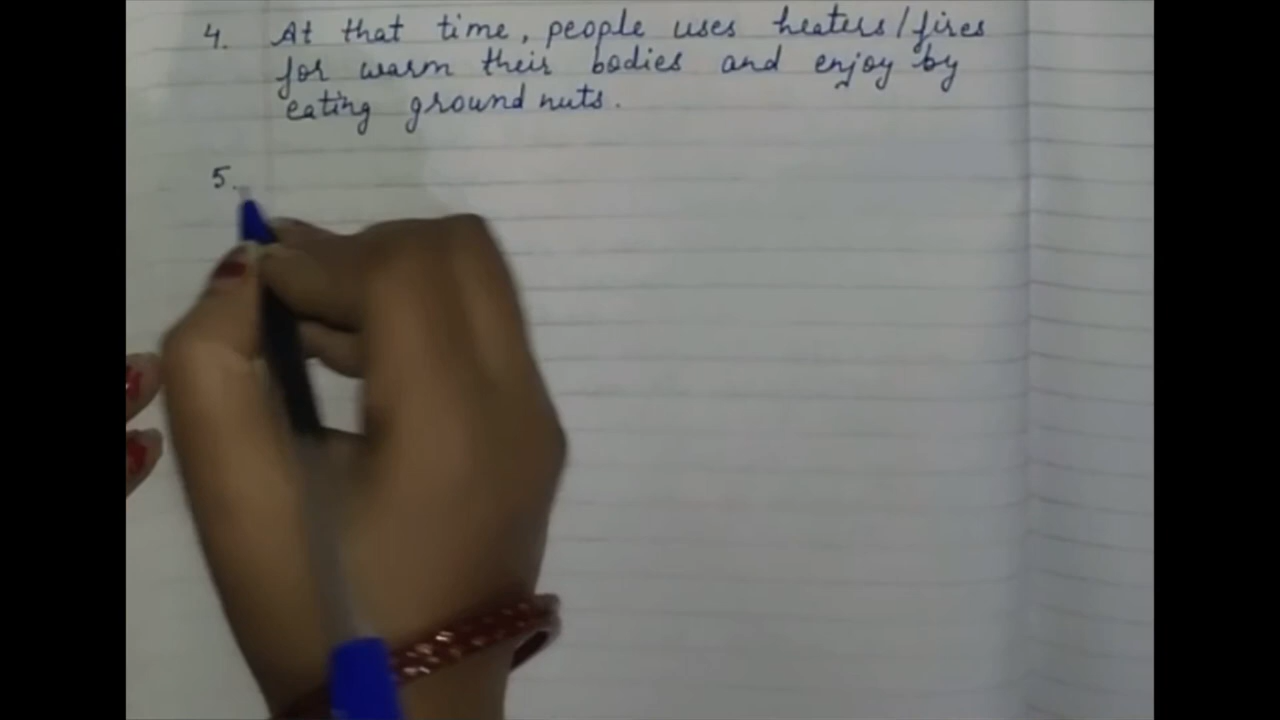 4. At that time, people uses heaters/fires
for warm their bodies and enjoy by
eating ground nuts.
5.